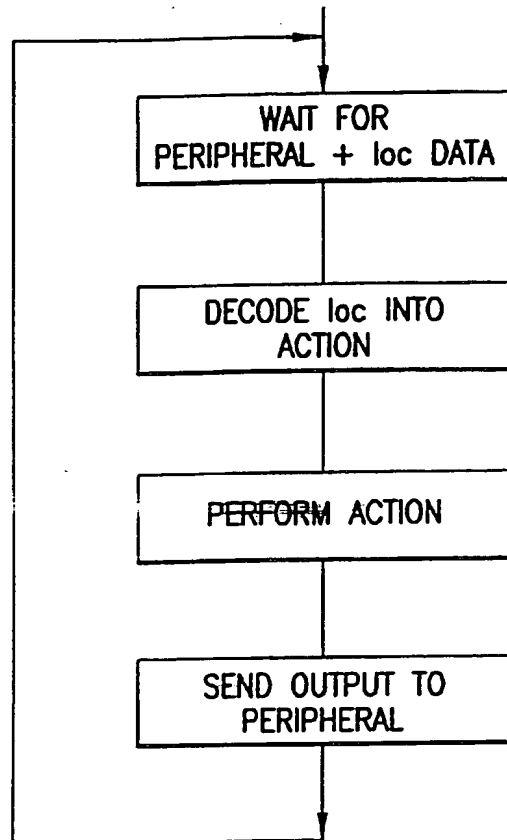 WAIT FOR
PERIPHERAL + loc DATA
DECODE loc INTO
ACTION
PERFORM ACTION
SEND OUTPUT TO
PERIPHERAL